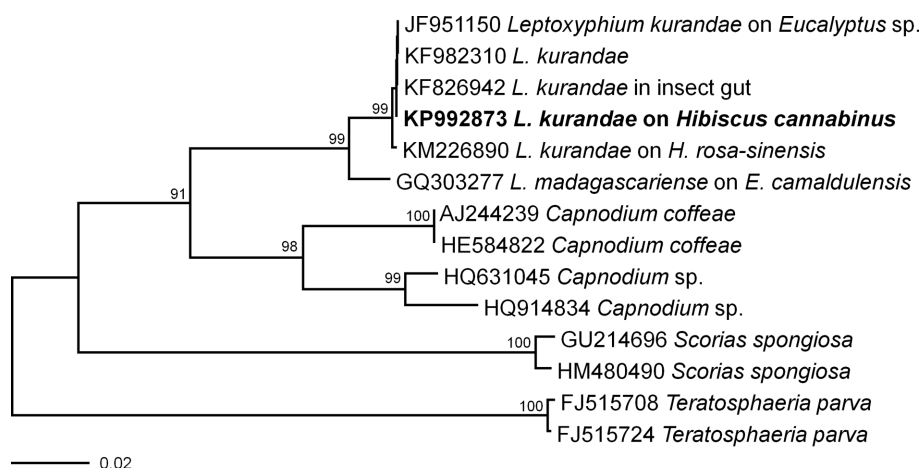 JF951150 Leptoxyphium kurandae on Eucalyptus sp.
KF982310 L. kurandae
KF826942 L. kurandae in insect gut
99
KP992873 L. kurandae on Hibiscus cannabinus
99
KM226890 L. kurandae on H. rosa-sinensis
GQ303277 L. madagascariense on E. camaldulensis
91
100
AJ244239 Capnodium coffeae
HE584822 Capnodium coffeae
98
99
HQ631045 Capnodium sp.
HQ914834 Capnodium sp.
100
GU214696 Scorias spongiosa
HM480490 Scorias spongiosa
100
FJ515708 Teratosphaeria parva
FJ515724 Teratosphaeria parva
0.02